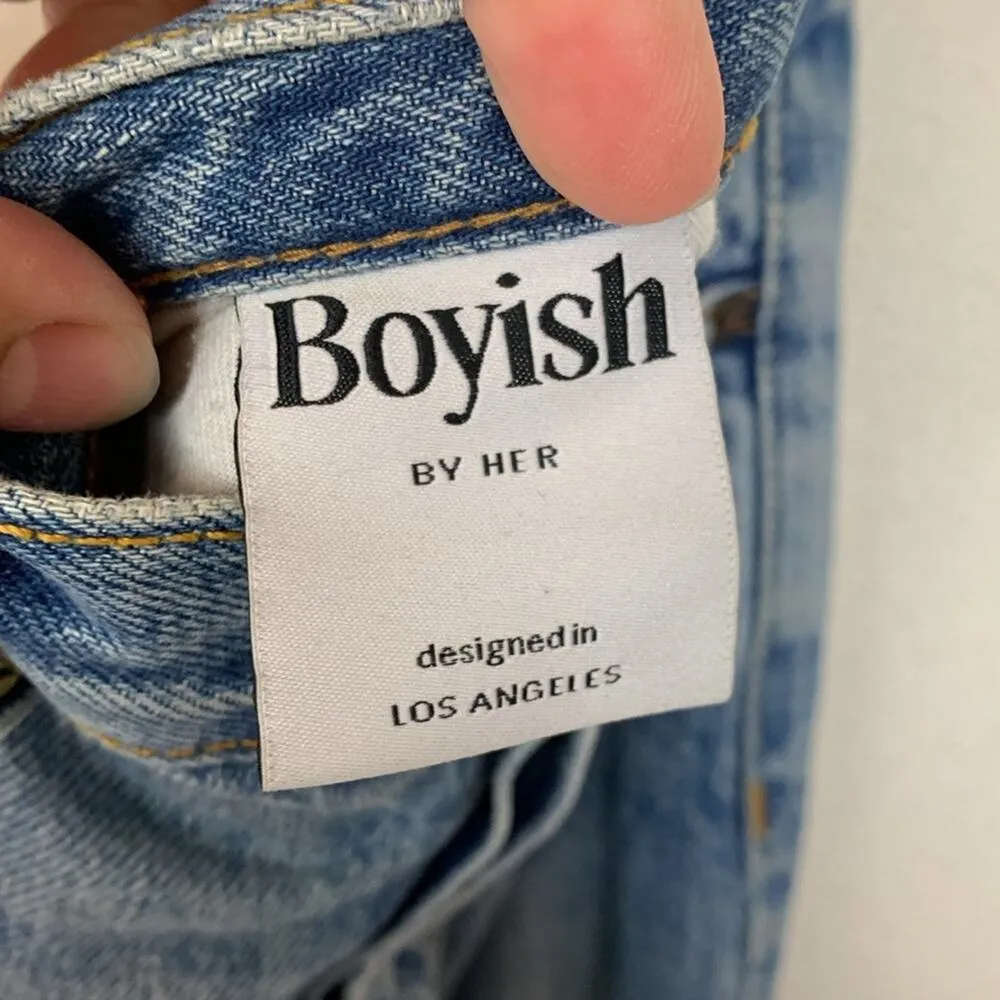 Boyish
BY HER
designed in
LOS ANGELES